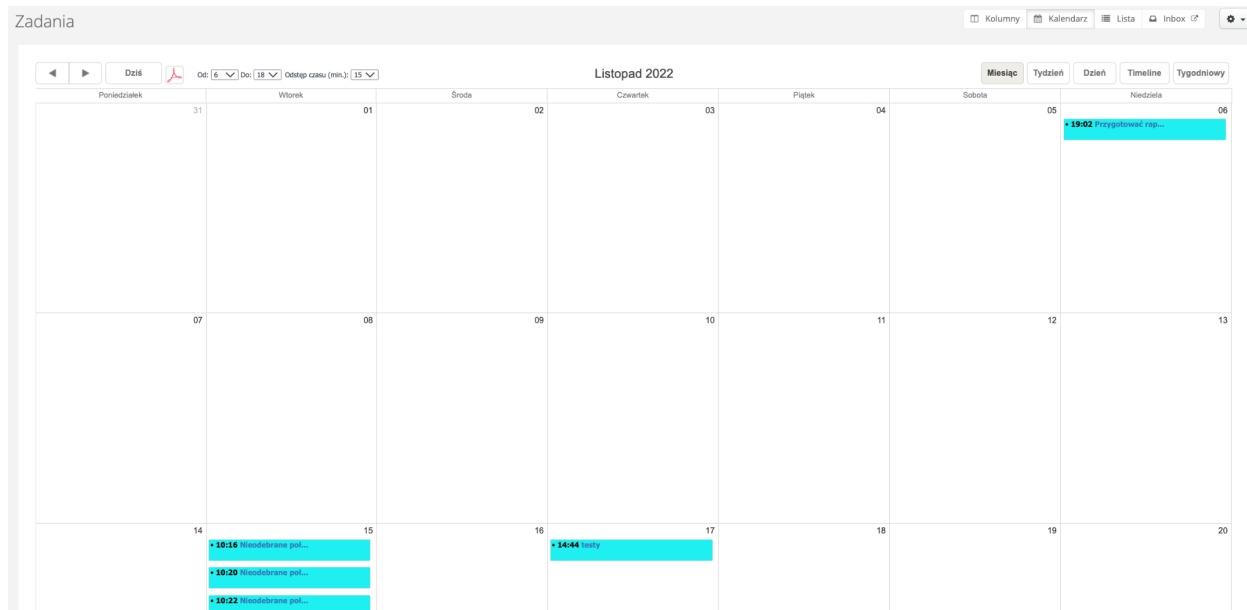 Zadania
Kolumny Kalendarz Lista Inbox
Dziś Od: 6 Do: 18 Odstęp czasu (min.): 15 Listopad 2022 Miesiąc Tydzień Dzień Timeline Tygodniowy
Poniedziałek Wtorek Środa Czwartek Piątek Sobota Niedziela
31 01 02 03 04 05 06
• 19:02 Przygotować rap...
07 08 09 10 11 12 13
14 15 16 17 18 19 20
• 10:16 Nieodebrane poł... • 14:44 testy
• 10:20 Nieodebrane poł...
• 10:22 Nieodebrane poł...